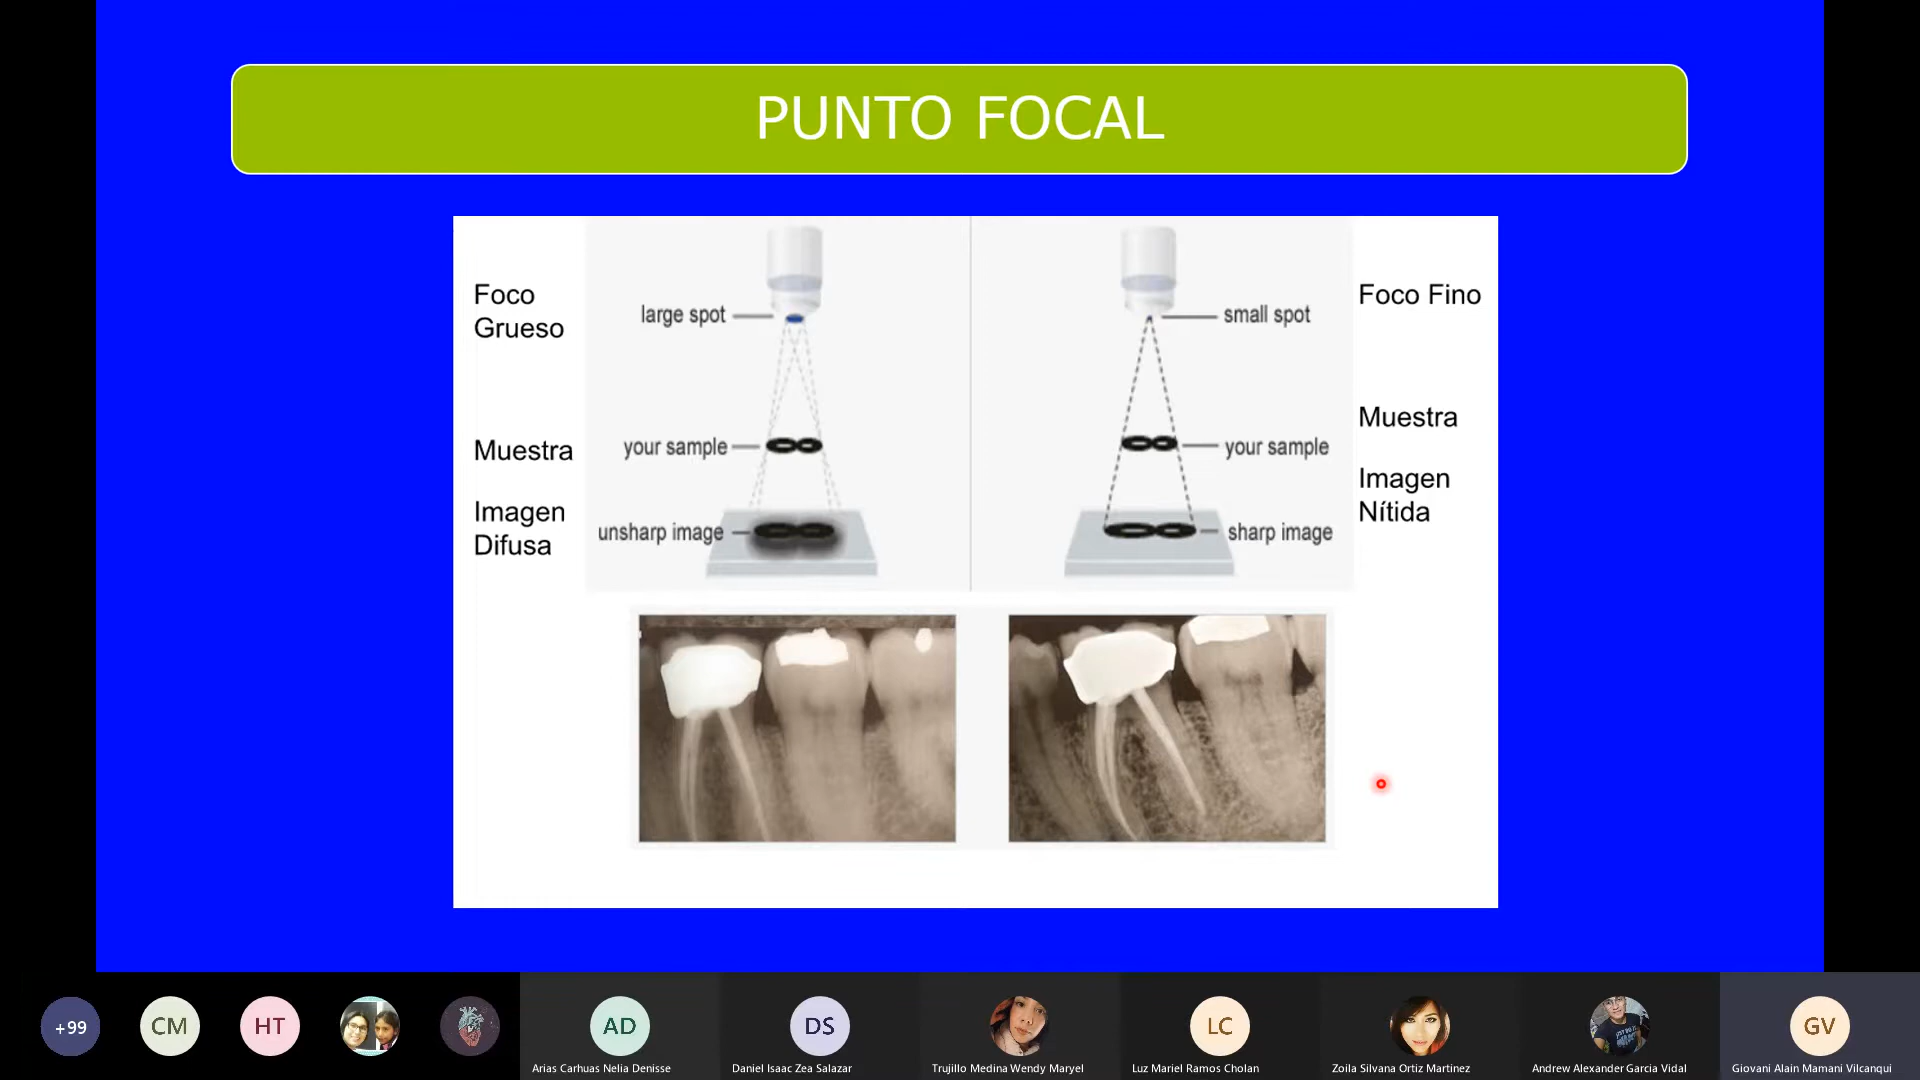 PUNTO FOCAL
Foco
Grueso
large spot
small spot
Foco Fino
Muestra
your sample
your sample
Muestra
Imagen
Difusa
unsharp image
sharp image
Imagen
Nítida
+99
CM
HT
AD
DS
LC
GV
Arias Carhuas Nelia Denisse
Daniel Isaac Zea Salazar
Trujillo Medina Wendy Maryel
Luz Mariel Ramos Cholan
Zoila Silvana Ortiz Martinez
Andrew Alexander Garcia Vidal
Giovani Alain Mamani Vilcanqui